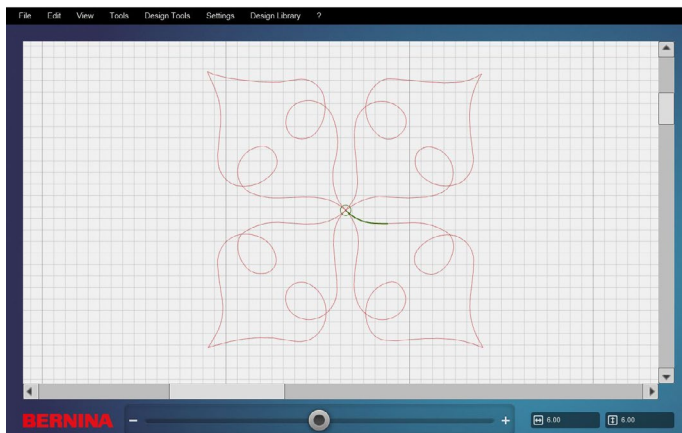 File Edit View Tools Design Tools Settings Design Library ?
BERNINA - + 6.00 6.00